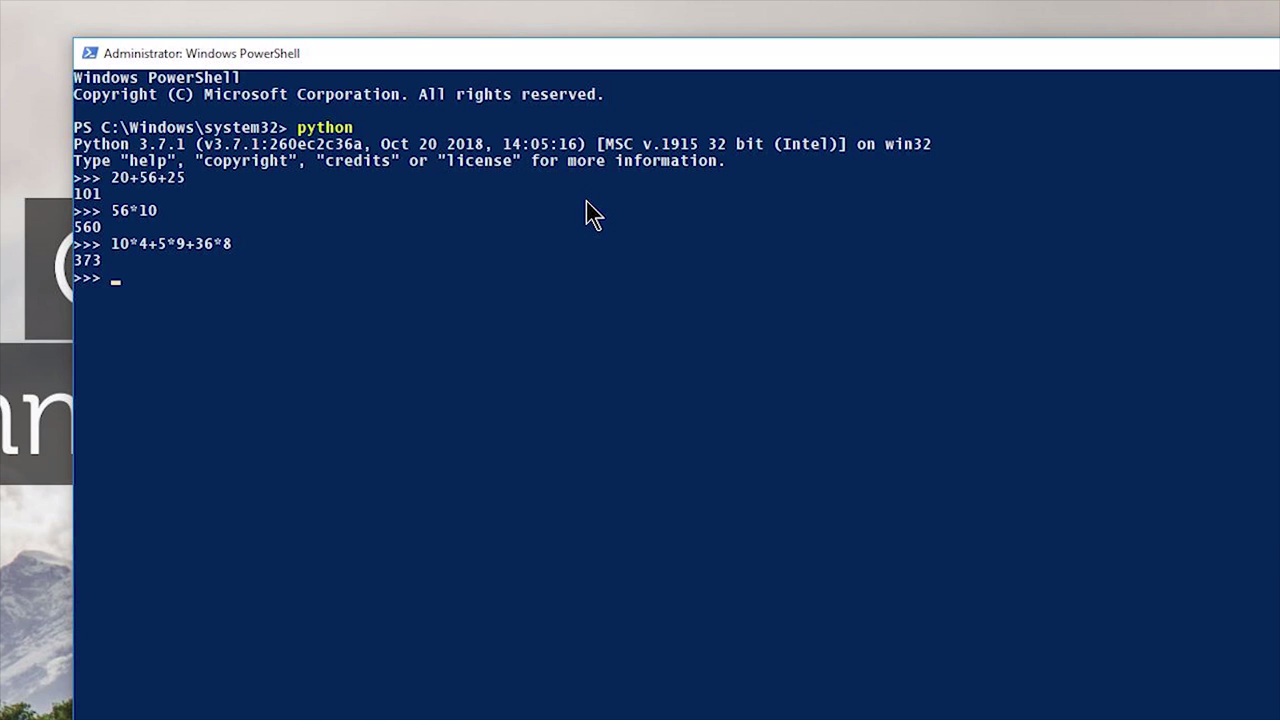 Administrator: Windows PowerShell
Windows PowerShell
Copyright (C) Microsoft Corporation. All rights reserved.
PS C:\Windows\system32> python
Python 3.7.1 (v3.7.1:260ec2c36a, Oct 20 2018, 14:05:16) [MSC v.1915 32 bit (Intel)] on win32
Type "help", "copyright", "credits" or "license" for more information.
>>> 20+56+25
101
>>> 56*10
560
>>> 10*4+5*9+36*8
373
>>> _